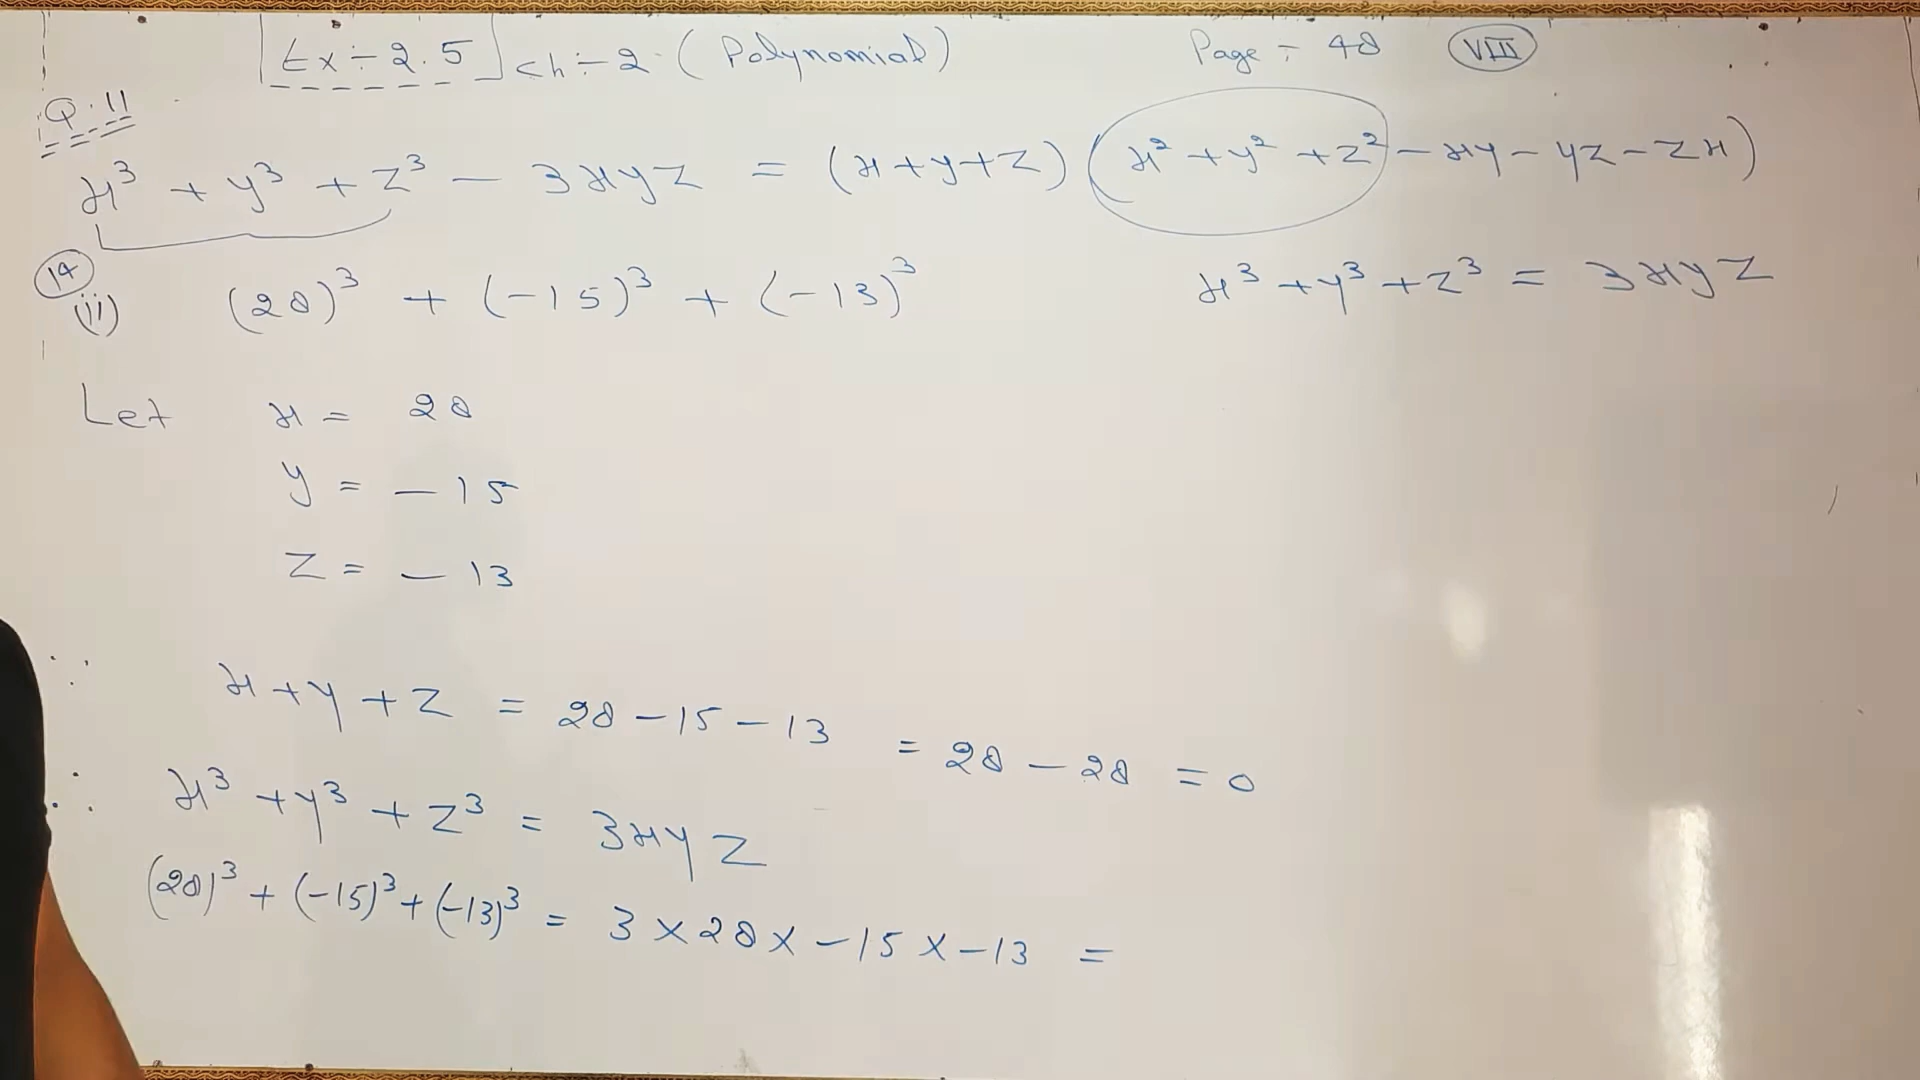 Ex÷2.5 Ch÷2 (Polynomial) Page÷48 VIII
Q.11
x³ + y³ + z³ − 3xyz = (x+y+z)(x² + y² + z² − xy − yz − zx)
14
(ii) (28)³ + (−15)³ + (−13)³ x³ + y³ + z³ = 3xyz
Let x = 28
y = −15
z = −13
∴ x + y + z = 28 − 15 − 13 = 28 − 28 = 0
∴ x³ + y³ + z³ = 3xyz
(28)³ + (−15)³ + (−13)³ = 3 × 28 × −15 × −13 =